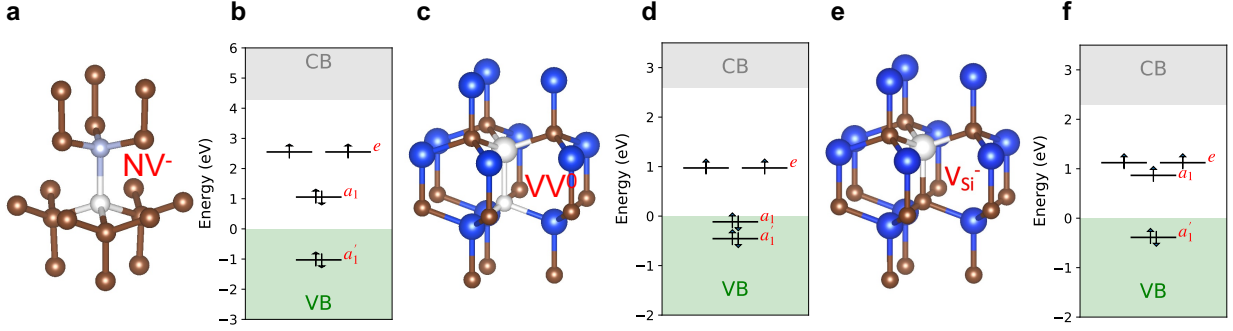 a
b
c
d
e
f
NV-
Energy (eV)
6
5
4
3
2
1
0
−1
−2
−3
CB
e
a₁
a₁′
VB
VV⁰
Energy (eV)
3
2
1
0
−1
−2
CB
e
a₁
a₁′
VB
V_Si⁻
Energy (eV)
3
2
1
0
−1
−2
CB
e
a₁
a₁′
VB